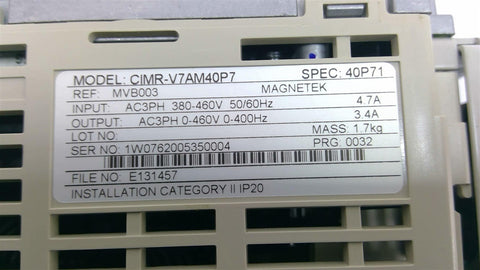 MODEL: CIMR-V7AM40P7 SPEC: 40P71
REF: MVB003 MAGNETEK
INPUT: AC3PH 380-460V 50/60Hz 4.7A
OUTPUT: AC3PH 0-460V 0-400Hz 3.4A
LOT NO: MASS: 1.7kg
SER NO: 1W0762005350004 PRG: 0032
FILE NO: E131457
INSTALLATION CATEGORY II IP20